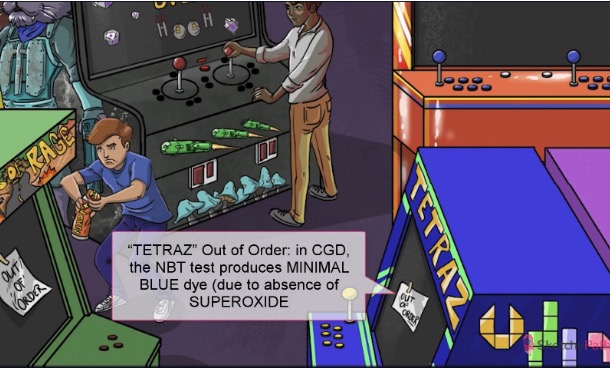 OF RAGE
OUT
OF
ORDER
TETRAZ
OUT
OF
ORDER
“TETRAZ” Out of Order: in CGD,
the NBT test produces MINIMAL
BLUE dye (due to absence of
SUPEROXIDE